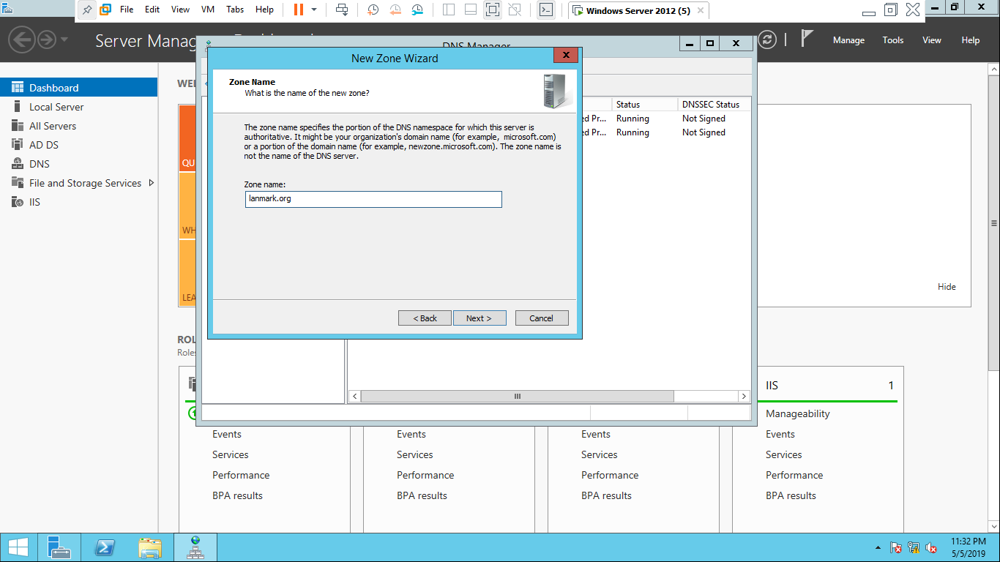 File Edit View VM Tabs Help
Windows Server 2012 (5)
Server Manag
Manage Tools View Help
DNS Manager
New Zone Wizard
Zone Name
What is the name of the new zone?
The zone name specifies the portion of the DNS namespace for which this server is
authoritative. It might be your organization's domain name (for example, microsoft.com)
or a portion of the domain name (for example, newzone.microsoft.com). The zone name is
not the name of the DNS server.
Zone name:
lanmark.org
< Back Next > Cancel
Dashboard
Local Server
All Servers
AD DS
DNS
File and Storage Services
IIS
WEL
QU
WH
LEA
Status DNSSEC Status
ed Pr... Running Not Signed
ed Pr... Running Not Signed
Hide
ROL
Roles
IIS 1
Manageability
Events Events Events Events
Services Services Services Services
Performance Performance Performance Performance
BPA results BPA results BPA results BPA results
11:32 PM
5/5/2019